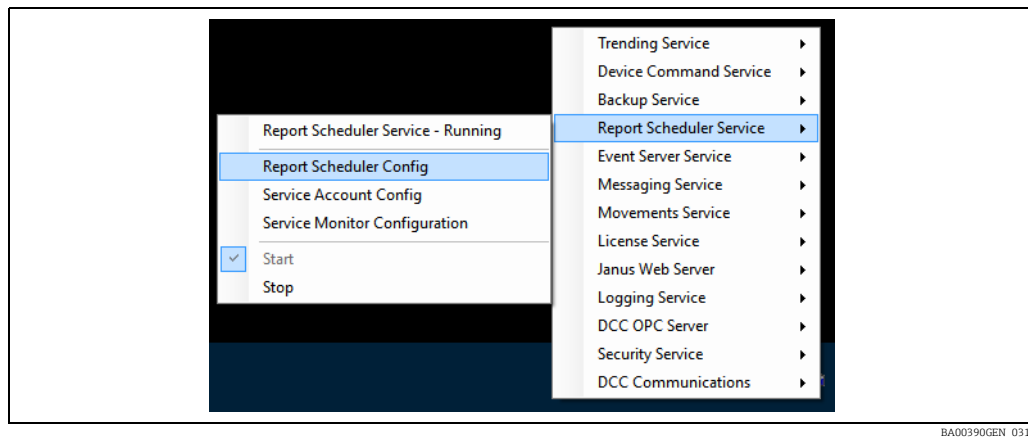 Trending Service
Device Command Service
Backup Service
Report Scheduler Service
Event Server Service
Messaging Service
Movements Service
License Service
Janus Web Server
Logging Service
DCC OPC Server
Security Service
DCC Communications
Report Scheduler Service - Running
Report Scheduler Config
Service Account Config
Service Monitor Configuration
Start
Stop
BA00390GEN_031